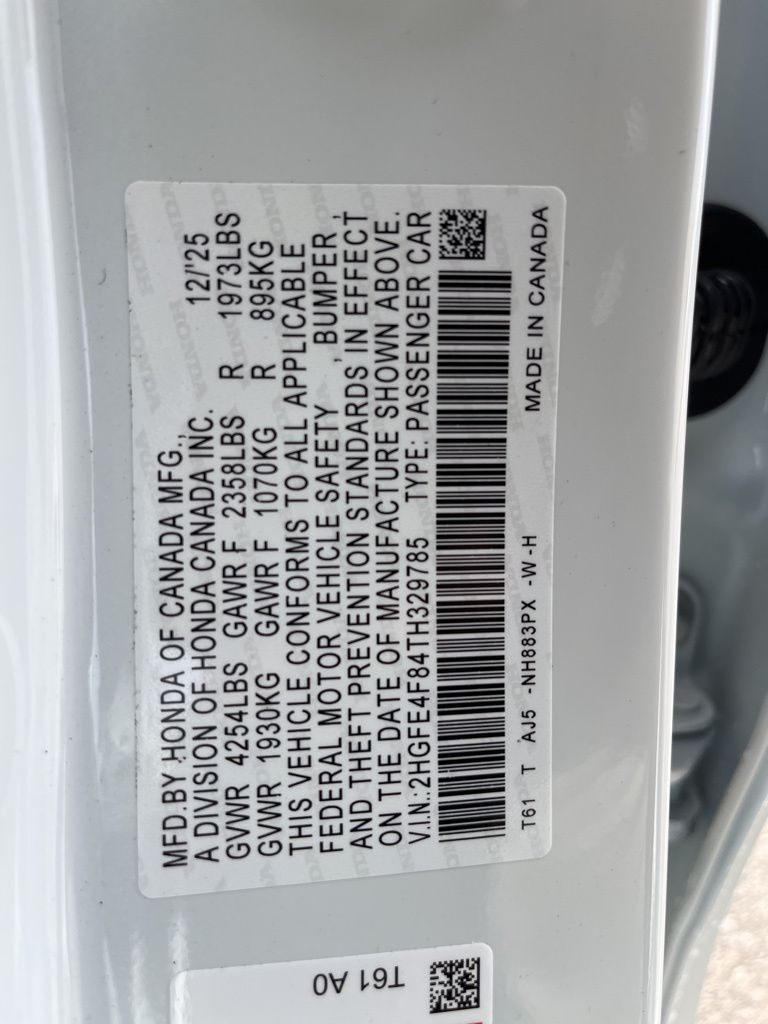 MFD.BY HONDA OF CANADA MFG.,
A DIVISION OF HONDA CANADA INC. 12/'25
GVWR 4254LBS GAWR F 2358LBS R 1973LBS
GVWR 1930KG GAWR F 1070KG R 895KG
THIS VEHICLE CONFORMS TO ALL APPLICABLE
FEDERAL MOTOR VEHICLE SAFETY , BUMPER ,
AND THEFT PREVENTION STANDARDS IN EFFECT
ON THE DATE OF MANUFACTURE SHOWN ABOVE.
V.I.N.:2HGFE4F84TH329785 TYPE: PASSENGER CAR
T61 T AJ5 -NH883PX -W-H MADE IN CANADA
T61 A0